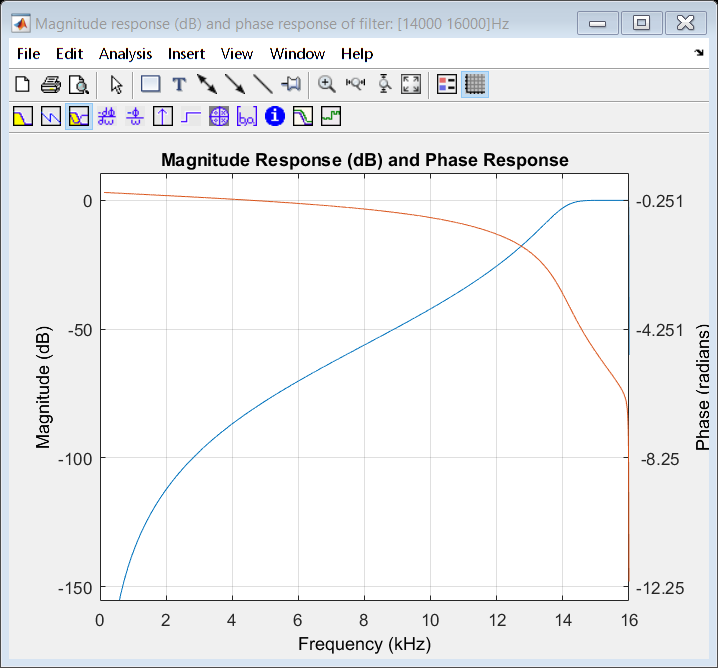 Magnitude response (dB) and phase response of filter: [14000 16000]Hz
File Edit Analysis Insert View Window Help
Magnitude Response (dB) and Phase Response
0
-50
-100
-150
Magnitude (dB)
-0.251
-4.251
-8.25
-12.25
Phase (radians)
0 2 4 6 8 10 12 14 16
Frequency (kHz)